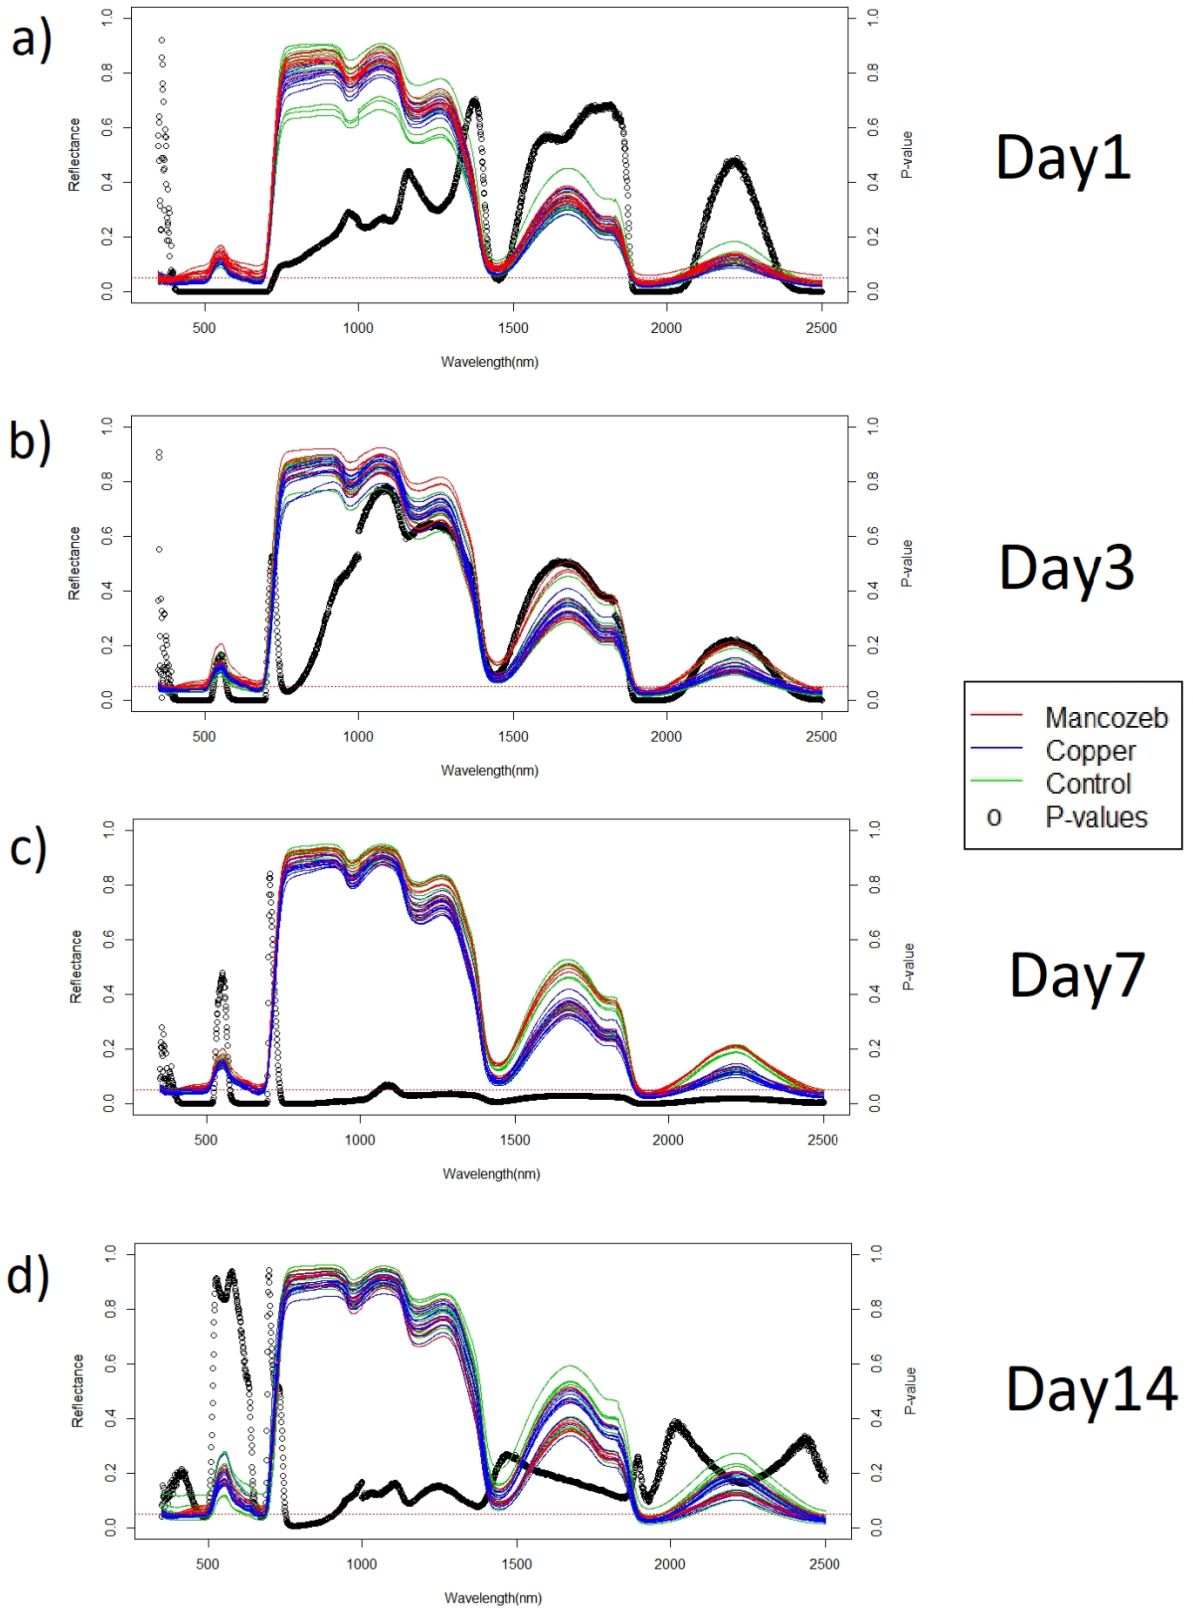 a)
1.0
0.8
0.6
0.4
0.2
0.0
Reflectance
500
1000
1500
2000
2500
Wavelength(nm)
1.0
0.8
0.6
0.4
0.2
0.0
P-value
Day1
b)
1.0
0.8
0.6
0.4
0.2
0.0
Reflectance
500
1000
1500
2000
2500
Wavelength(nm)
1.0
0.8
0.6
0.4
0.2
0.0
P-value
Day3
Mancozeb
Copper
Control
P-values
c)
1.0
0.8
0.6
0.4
0.2
0.0
Reflectance
500
1000
1500
2000
2500
Wavelength(nm)
1.0
0.8
0.6
0.4
0.2
0.0
P-value
Day7
d)
1.0
0.8
0.6
0.4
0.2
0.0
Reflectance
500
1000
1500
2000
2500
Wavelength(nm)
1.0
0.8
0.6
0.4
0.2
0.0
P-value
Day14